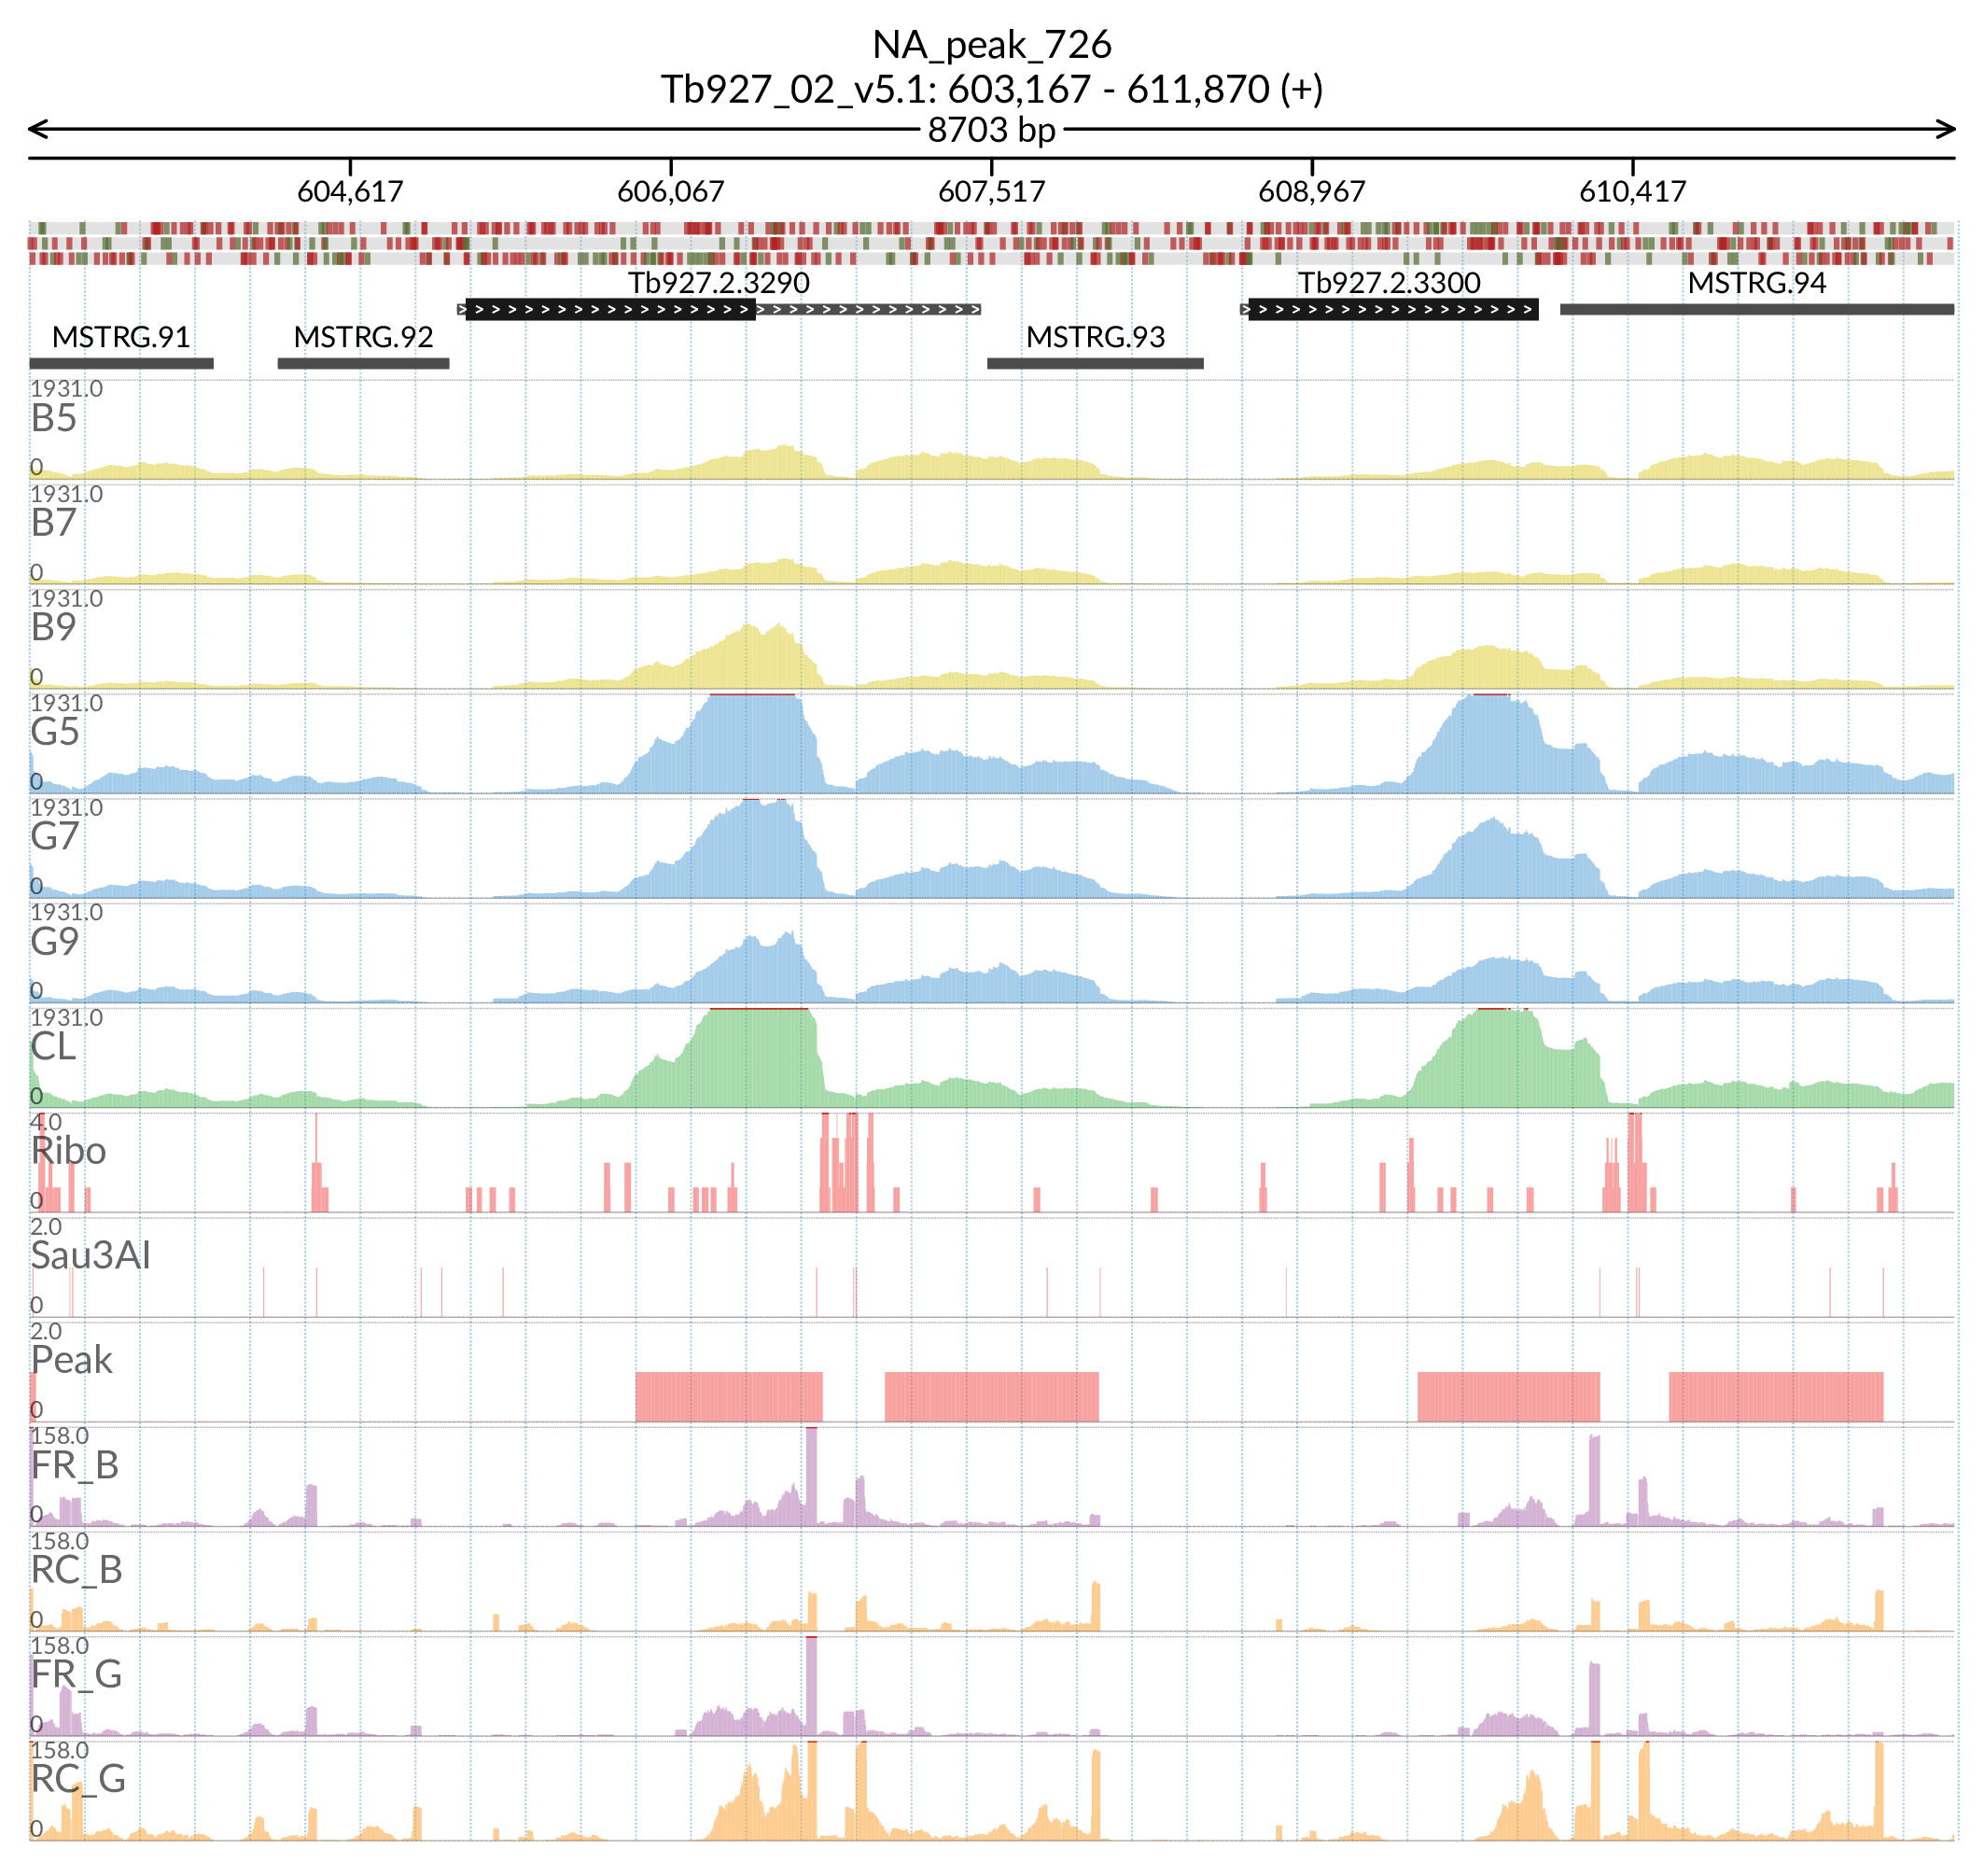 NA_peak_726
Tb927_02_v5.1: 603,167 - 611,870 (+)
8703 bp
604,617 606,067 607,517 608,967 610,417
Tb927.2.3290 Tb927.2.3300 MSTRG.94
MSTRG.91 MSTRG.92 MSTRG.93
1931.0
B5
0
1931.0
B7
0
1931.0
B9
0
1931.0
G5
0
1931.0
G7
0
1931.0
G9
0
1931.0
CL
0
4.0
Ribo
0
2.0
Sau3AI
0
2.0
Peak
0
158.0
FR_B
0
158.0
RC_B
0
158.0
FR_G
0
158.0
RC_G
0